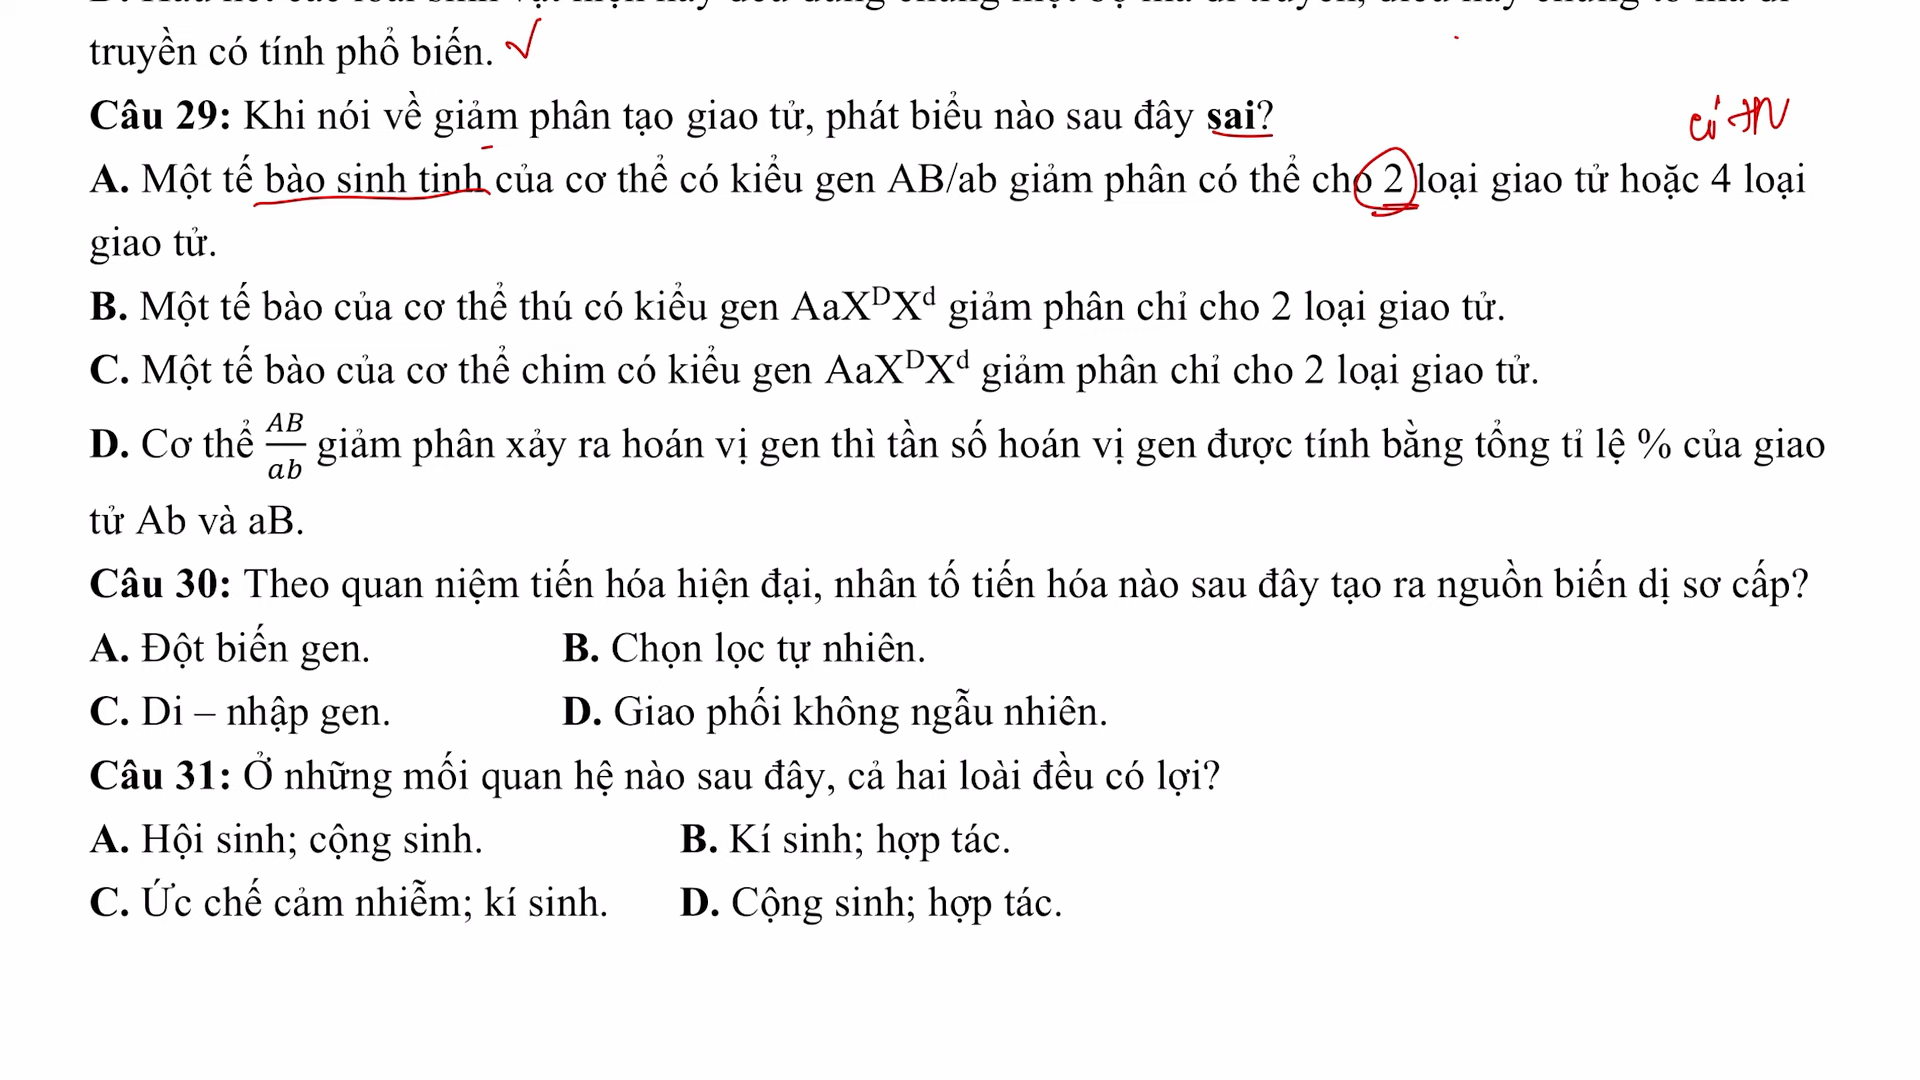 truyền có tính phổ biến.
Câu 29: Khi nói về giảm phân tạo giao tử, phát biểu nào sau đây sai?
A. Một tế bào sinh tinh của cơ thể có kiểu gen AB/ab giảm phân có thể cho 2 loại giao tử hoặc 4 loại
giao tử.
B. Một tế bào của cơ thể thú có kiểu gen AaXᴰXᵈ giảm phân chỉ cho 2 loại giao tử.
C. Một tế bào của cơ thể chim có kiểu gen AaXᴰXᵈ giảm phân chỉ cho 2 loại giao tử.
D. Cơ thể AB/ab giảm phân xảy ra hoán vị gen thì tần số hoán vị gen được tính bằng tổng tỉ lệ % của giao
tử Ab và aB.
Câu 30: Theo quan niệm tiến hóa hiện đại, nhân tố tiến hóa nào sau đây tạo ra nguồn biến dị sơ cấp?
A. Đột biến gen. B. Chọn lọc tự nhiên.
C. Di – nhập gen. D. Giao phối không ngẫu nhiên.
Câu 31: Ở những mối quan hệ nào sau đây, cả hai loài đều có lợi?
A. Hội sinh; cộng sinh. B. Kí sinh; hợp tác.
C. Ức chế cảm nhiễm; kí sinh. D. Cộng sinh; hợp tác.